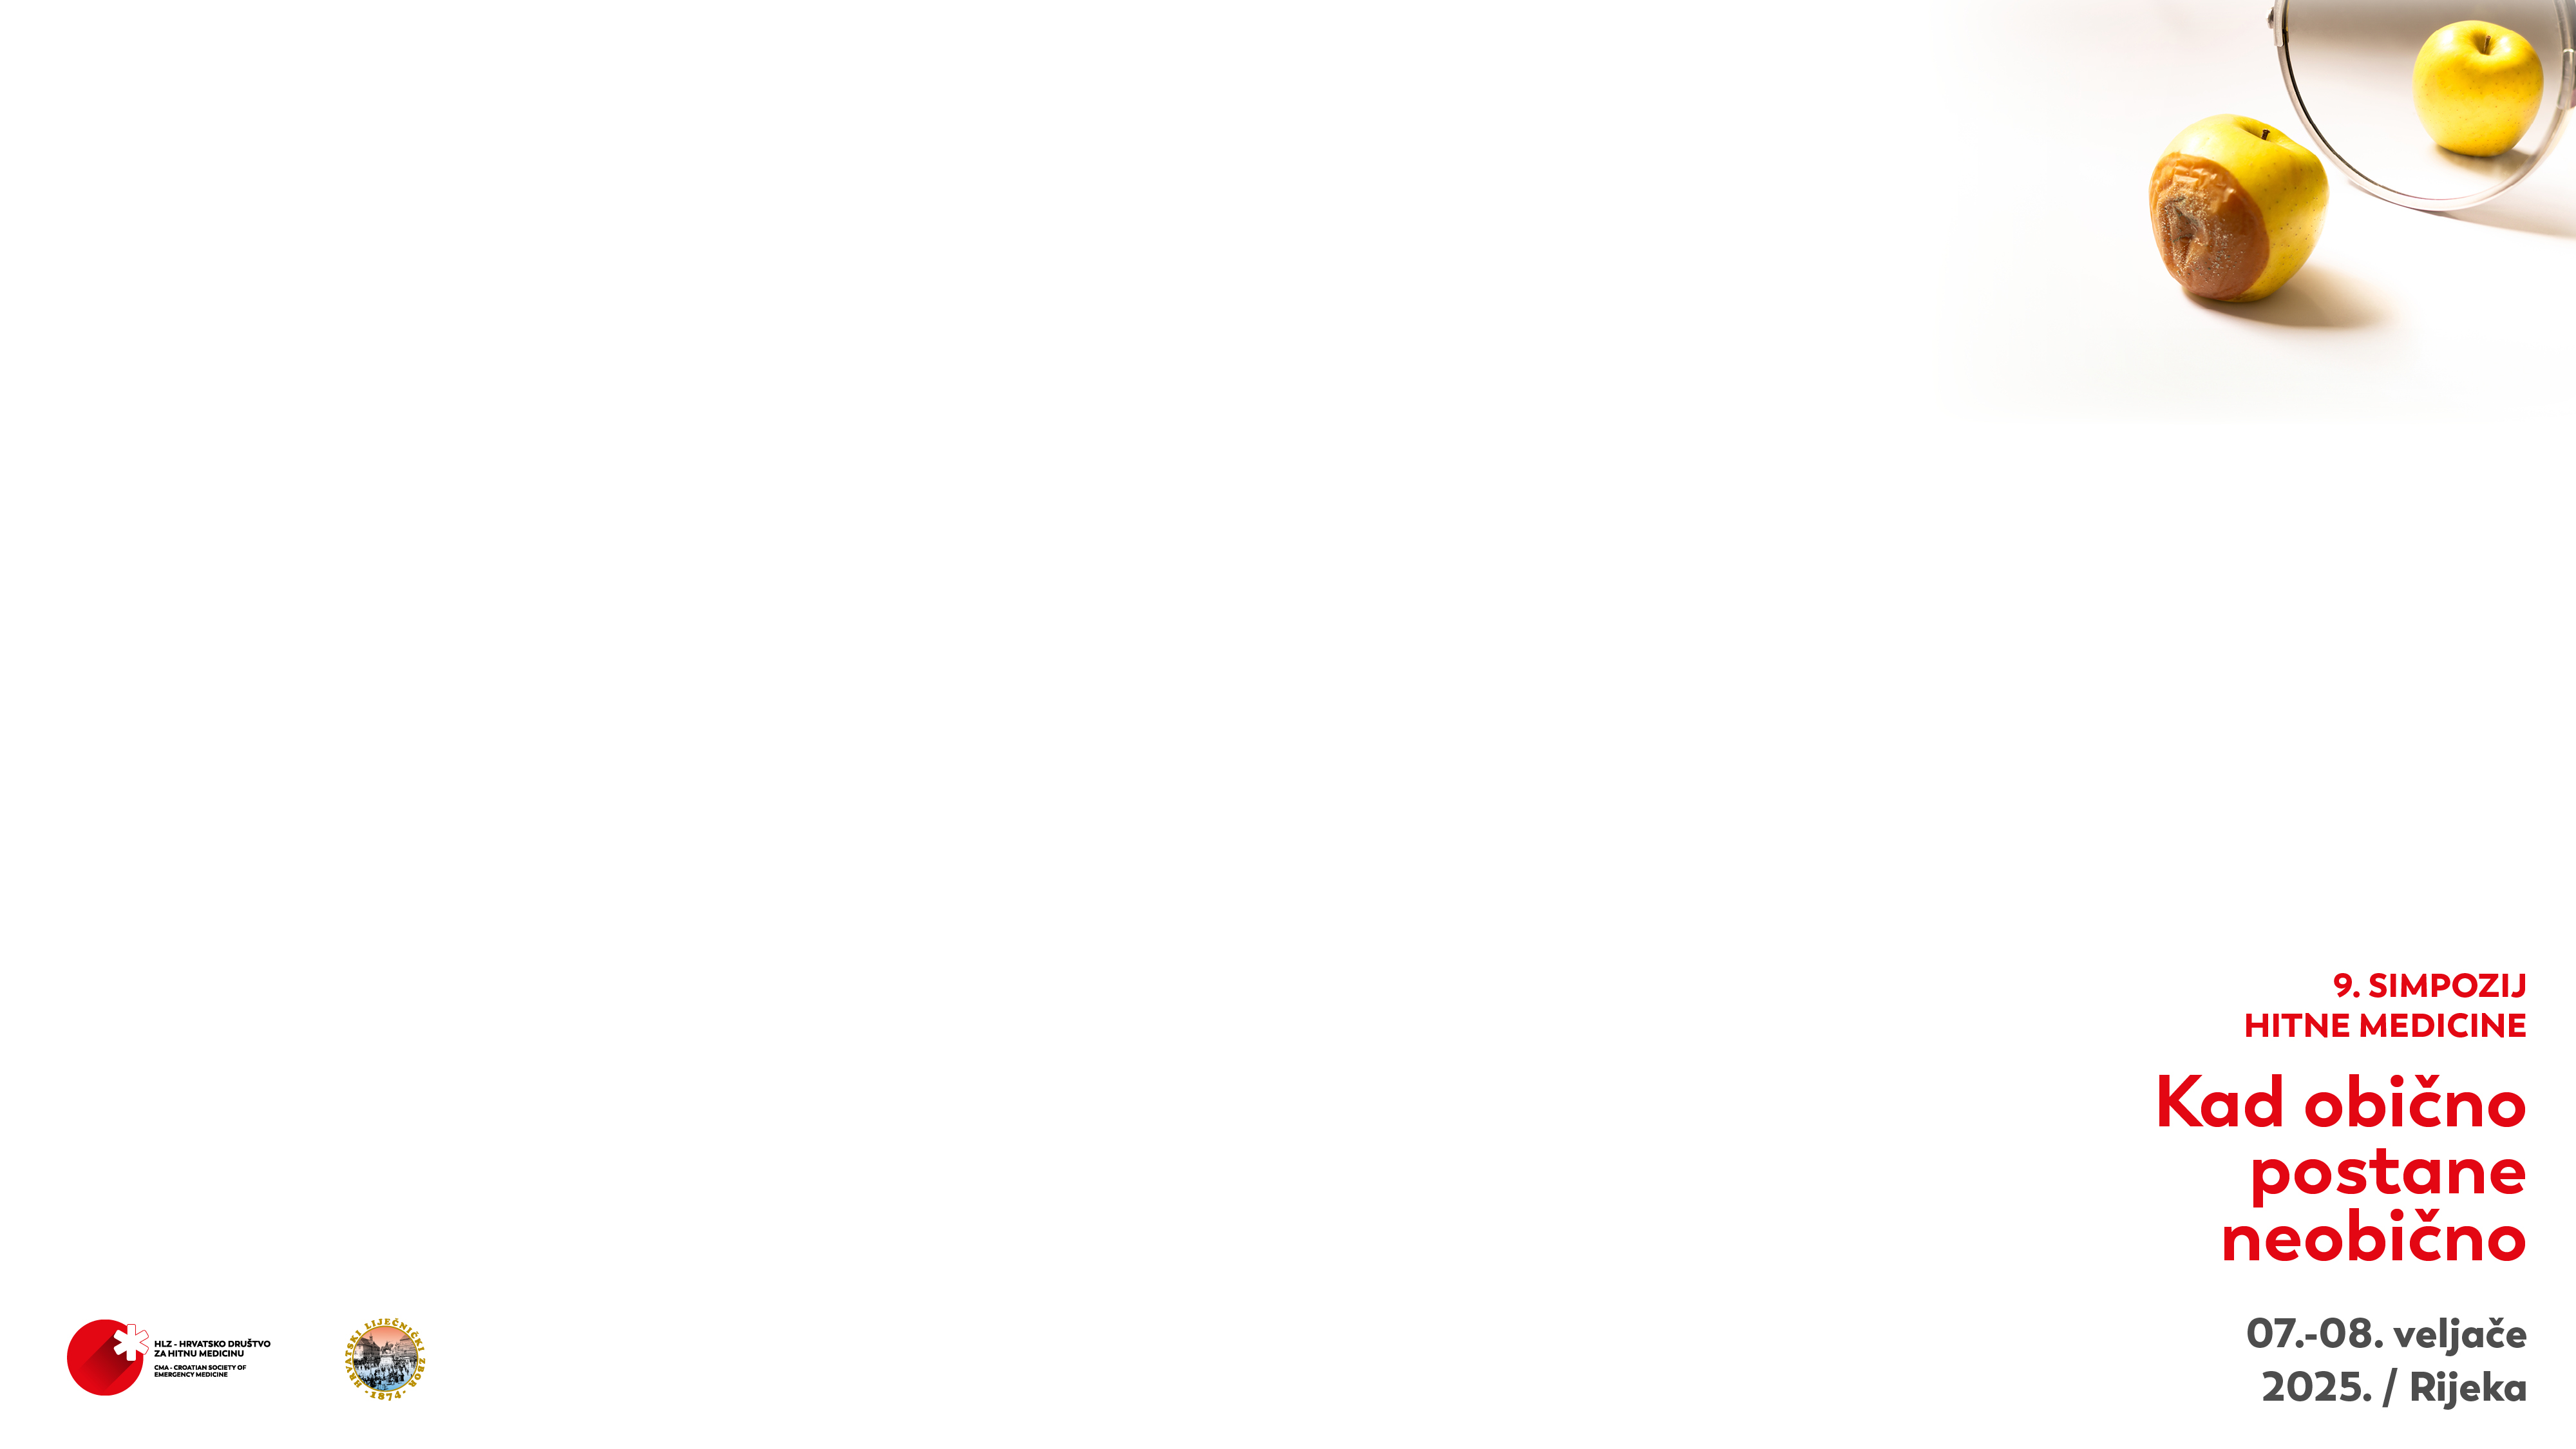 9. SIMPOZIJ
HITNE MEDICINE
Kad obično
postane
neobično
07.-08. veljače
2025. / Rijeka
HLZ - HRVATSKO DRUŠTVO
ZA HITNU MEDICINU
CMA - CROATIAN SOCIETY OF
EMERGENCY MEDICINE
HRVATSKI LIJEČNIČKI ZBOR
·1874·